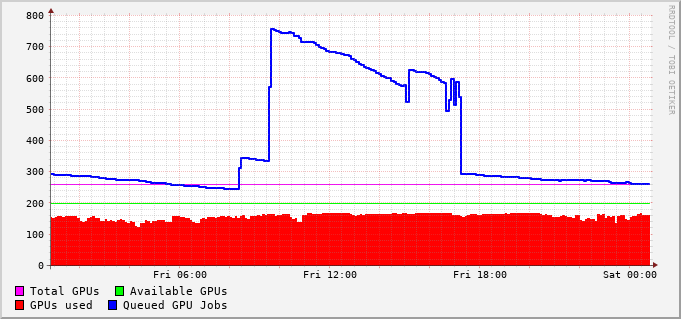 RRDTOOL / TOBI OETIKER
800
700
600
500
400
300
200
100
0
Fri 06:00 Fri 12:00 Fri 18:00 Sat 00:00
Total GPUs Available GPUs
GPUs used Queued GPU Jobs